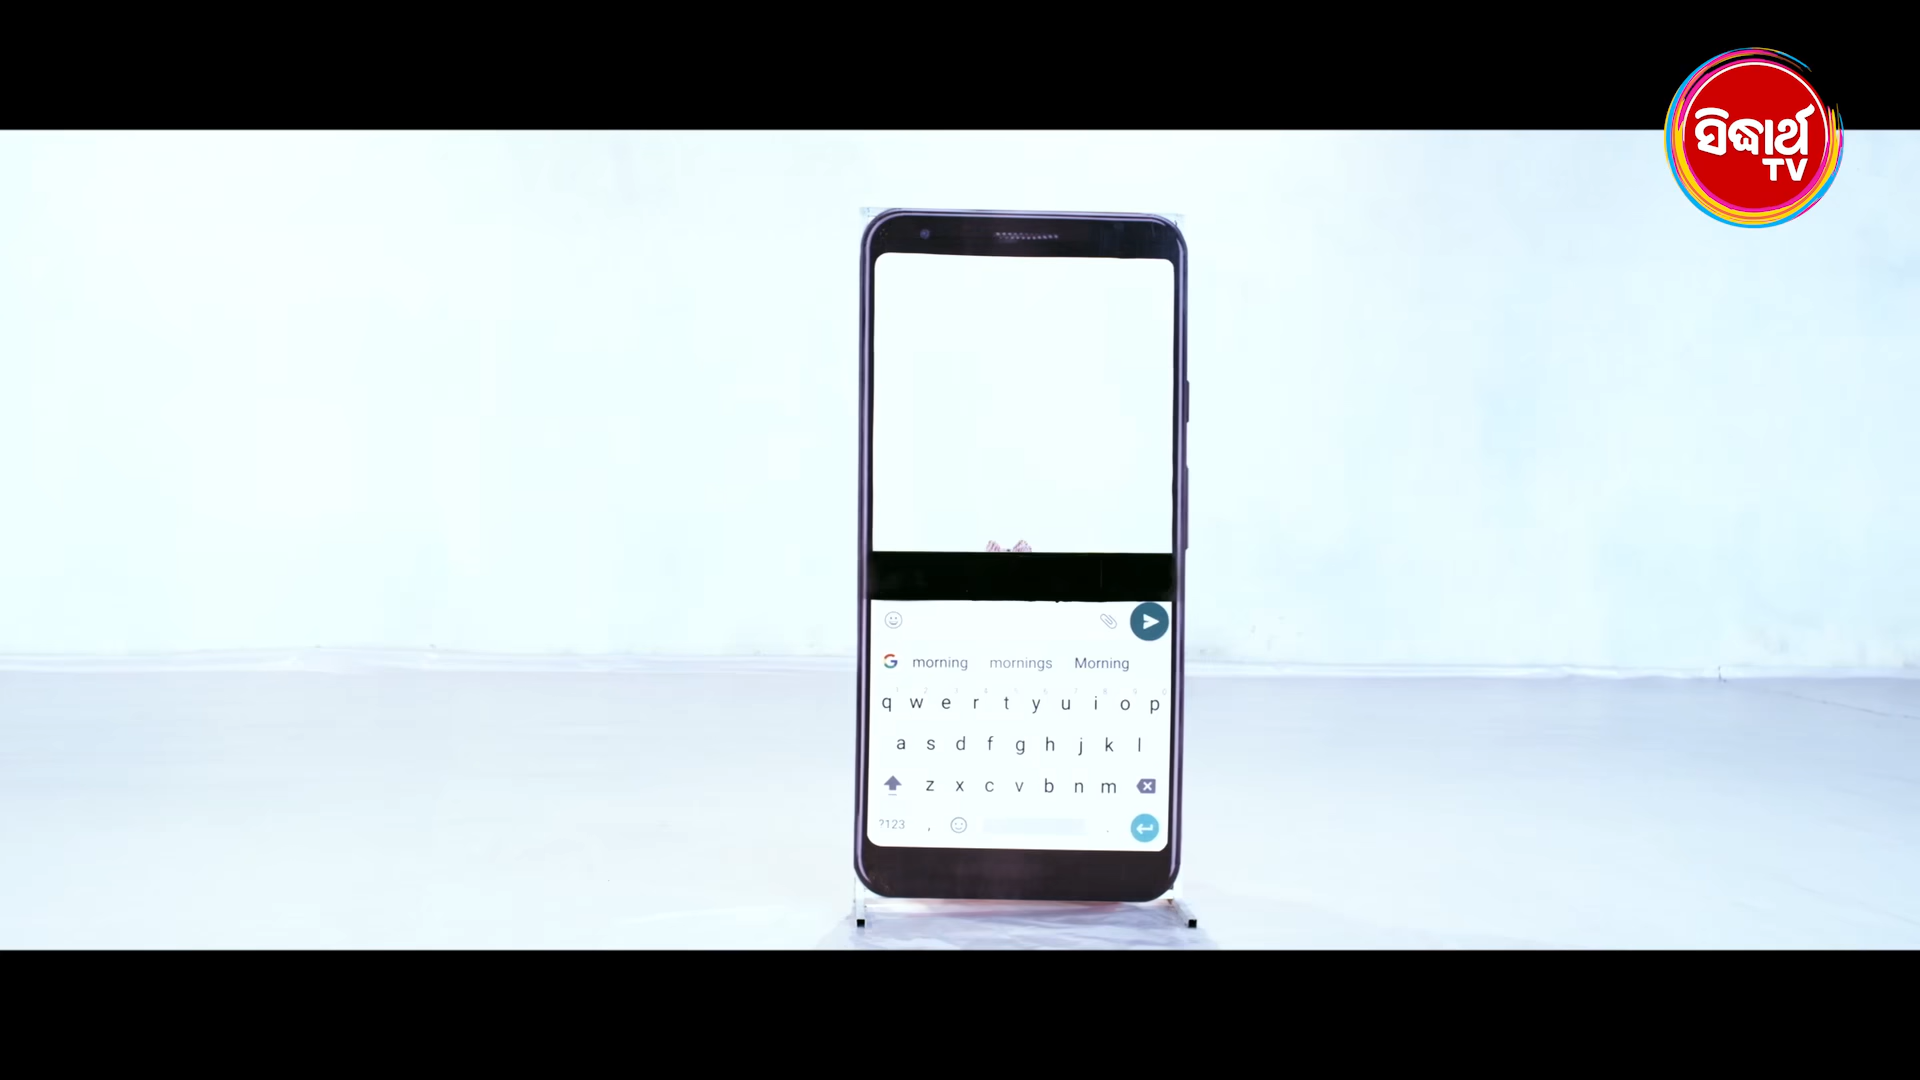 ସିଦ୍ଧାର୍ଥ
TV
G morning mornings Morning
q w e r t y u i o p
a s d f g h j k l
z x c v b n m
?123 , .